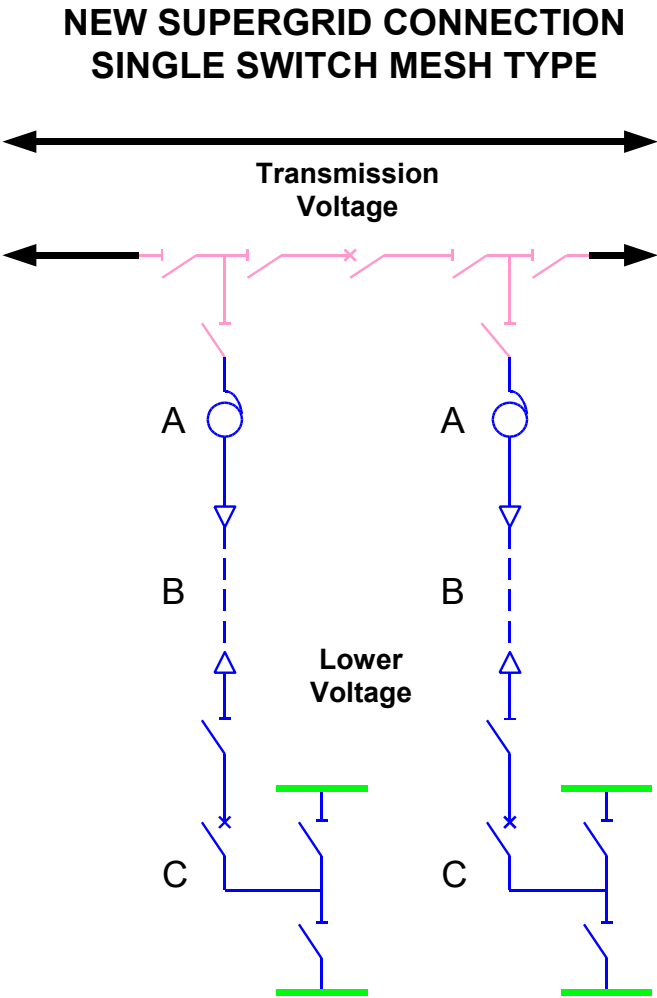 NEW SUPERGRID CONNECTION
SINGLE SWITCH MESH TYPE
Transmission
Voltage
A
A
B
B
Lower
Voltage
C
C